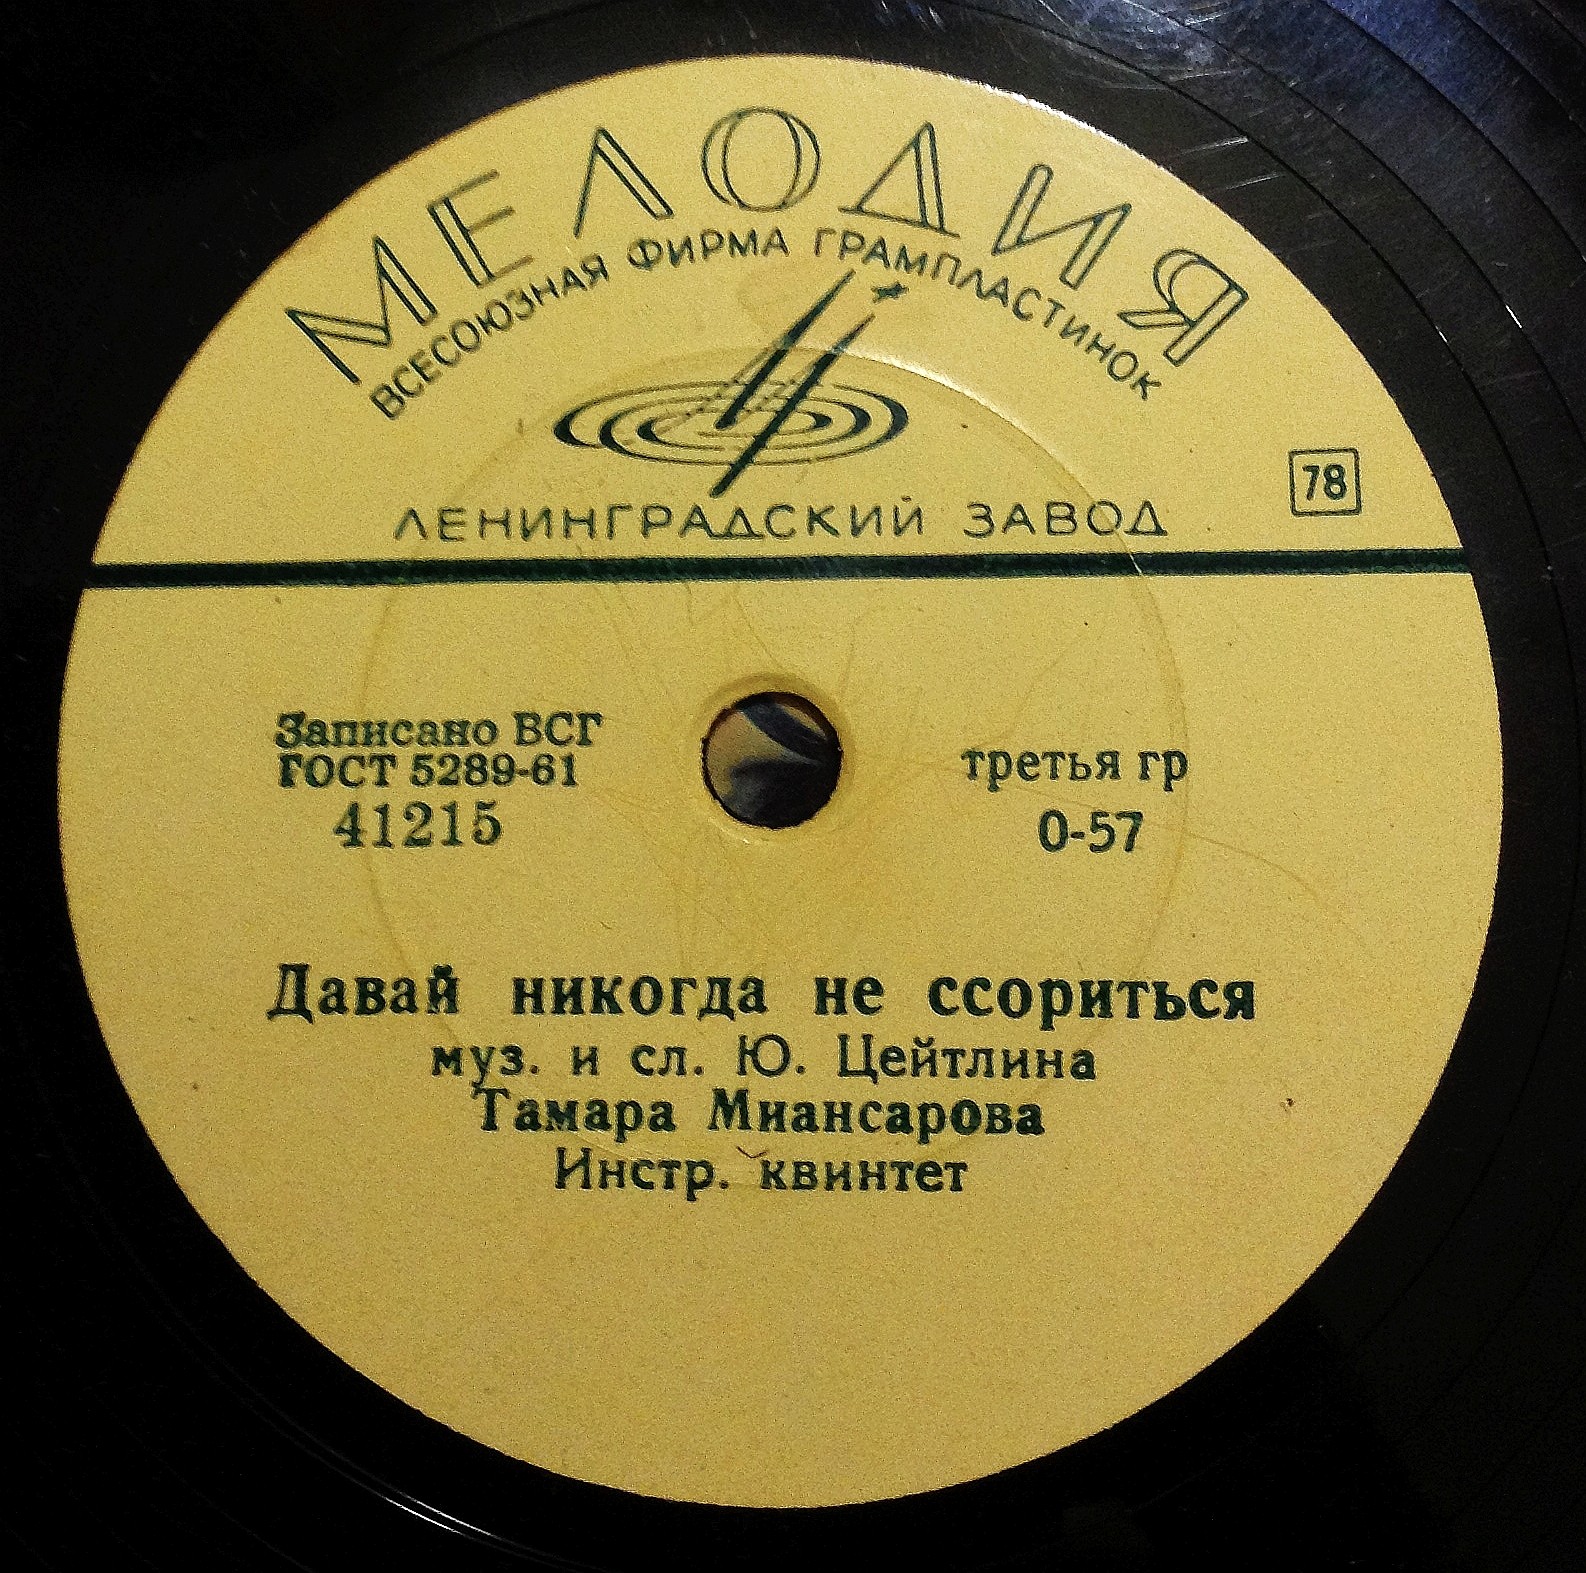 МЕЛОДИЯ
ВСЕСОЮЗНАЯ ФИРМА ГРАМПЛАСТИНОК
ЛЕНИНГРАДСКИЙ ЗАВОД
78
Записано ВСГ
ГОСТ 5289-61
41215
третья гр
0-57
Давай никогда не ссориться
муз. и сл. Ю. Цейтлина
Тамара Миансарова
Инстр. квинтет